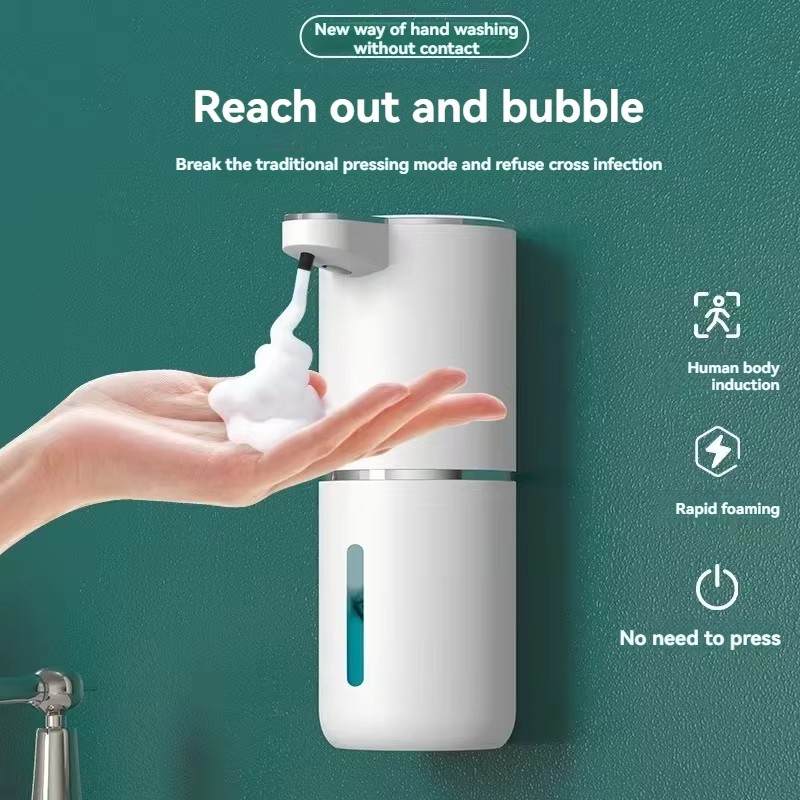 New way of hand washing
without contact
Reach out and bubble
Break the traditional pressing mode and refuse cross infection
Human body
induction
Rapid foaming
No need to press